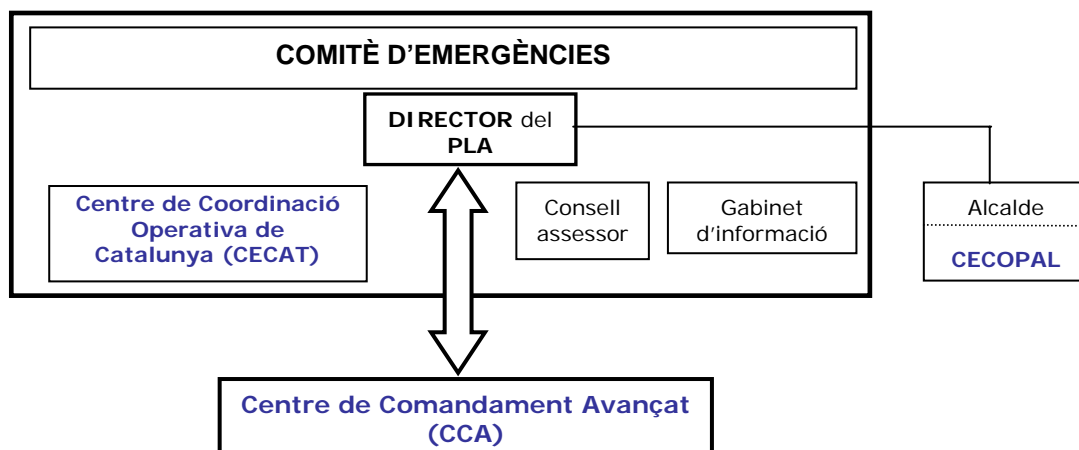 COMITÈ D'EMERGÈNCIES
DIRECTOR del
PLA
Centre de Coordinació
Operativa de
Catalunya (CECAT)
Consell
assessor
Gabinet
d'informació
Alcalde
CECOPAL
Centre de Comandament Avançat
(CCA)